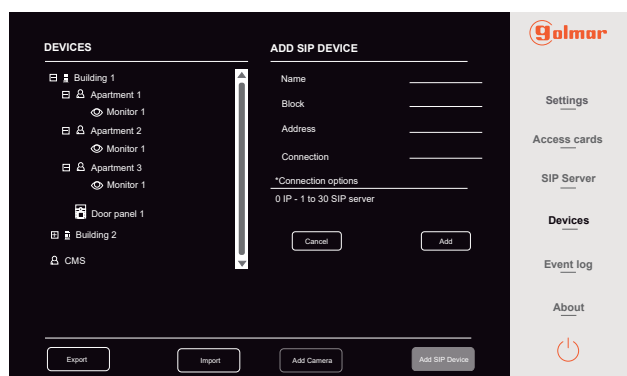 golmar
DEVICES
Building 1
Apartment 1
Monitor 1
Apartment 2
Monitor 1
Apartment 3
Monitor 1
Door panel 1
Building 2
CMS
ADD SIP DEVICE
Name
Block
Address
Connection
*Connection options
0 IP - 1 to 30 SIP server
Cancel
Add
Export
Import
Add Camera
Add SIP Device
Settings
Access cards
SIP Server
Devices
Event log
About